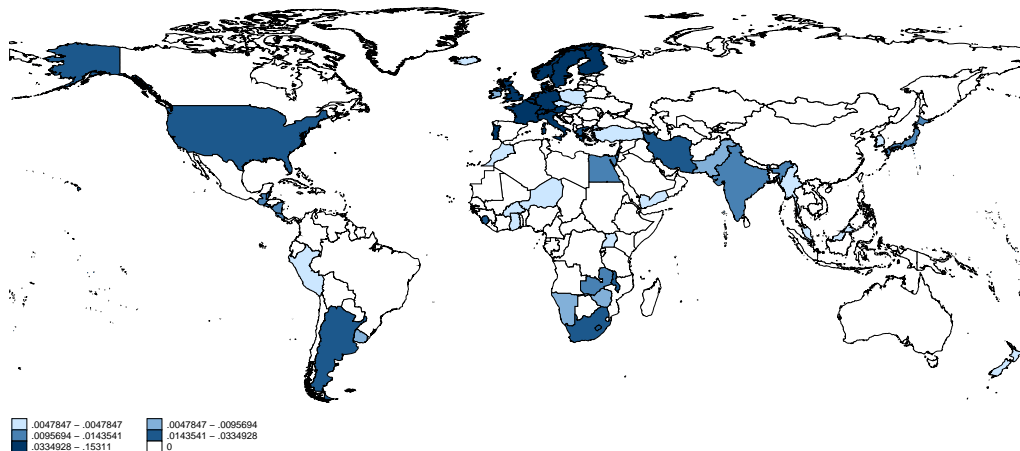 .0047847 – .0047847 .0047847 – .0095694
.0095694 – .0143541 .0143541 – .0334928
.0334928 – .15311 0